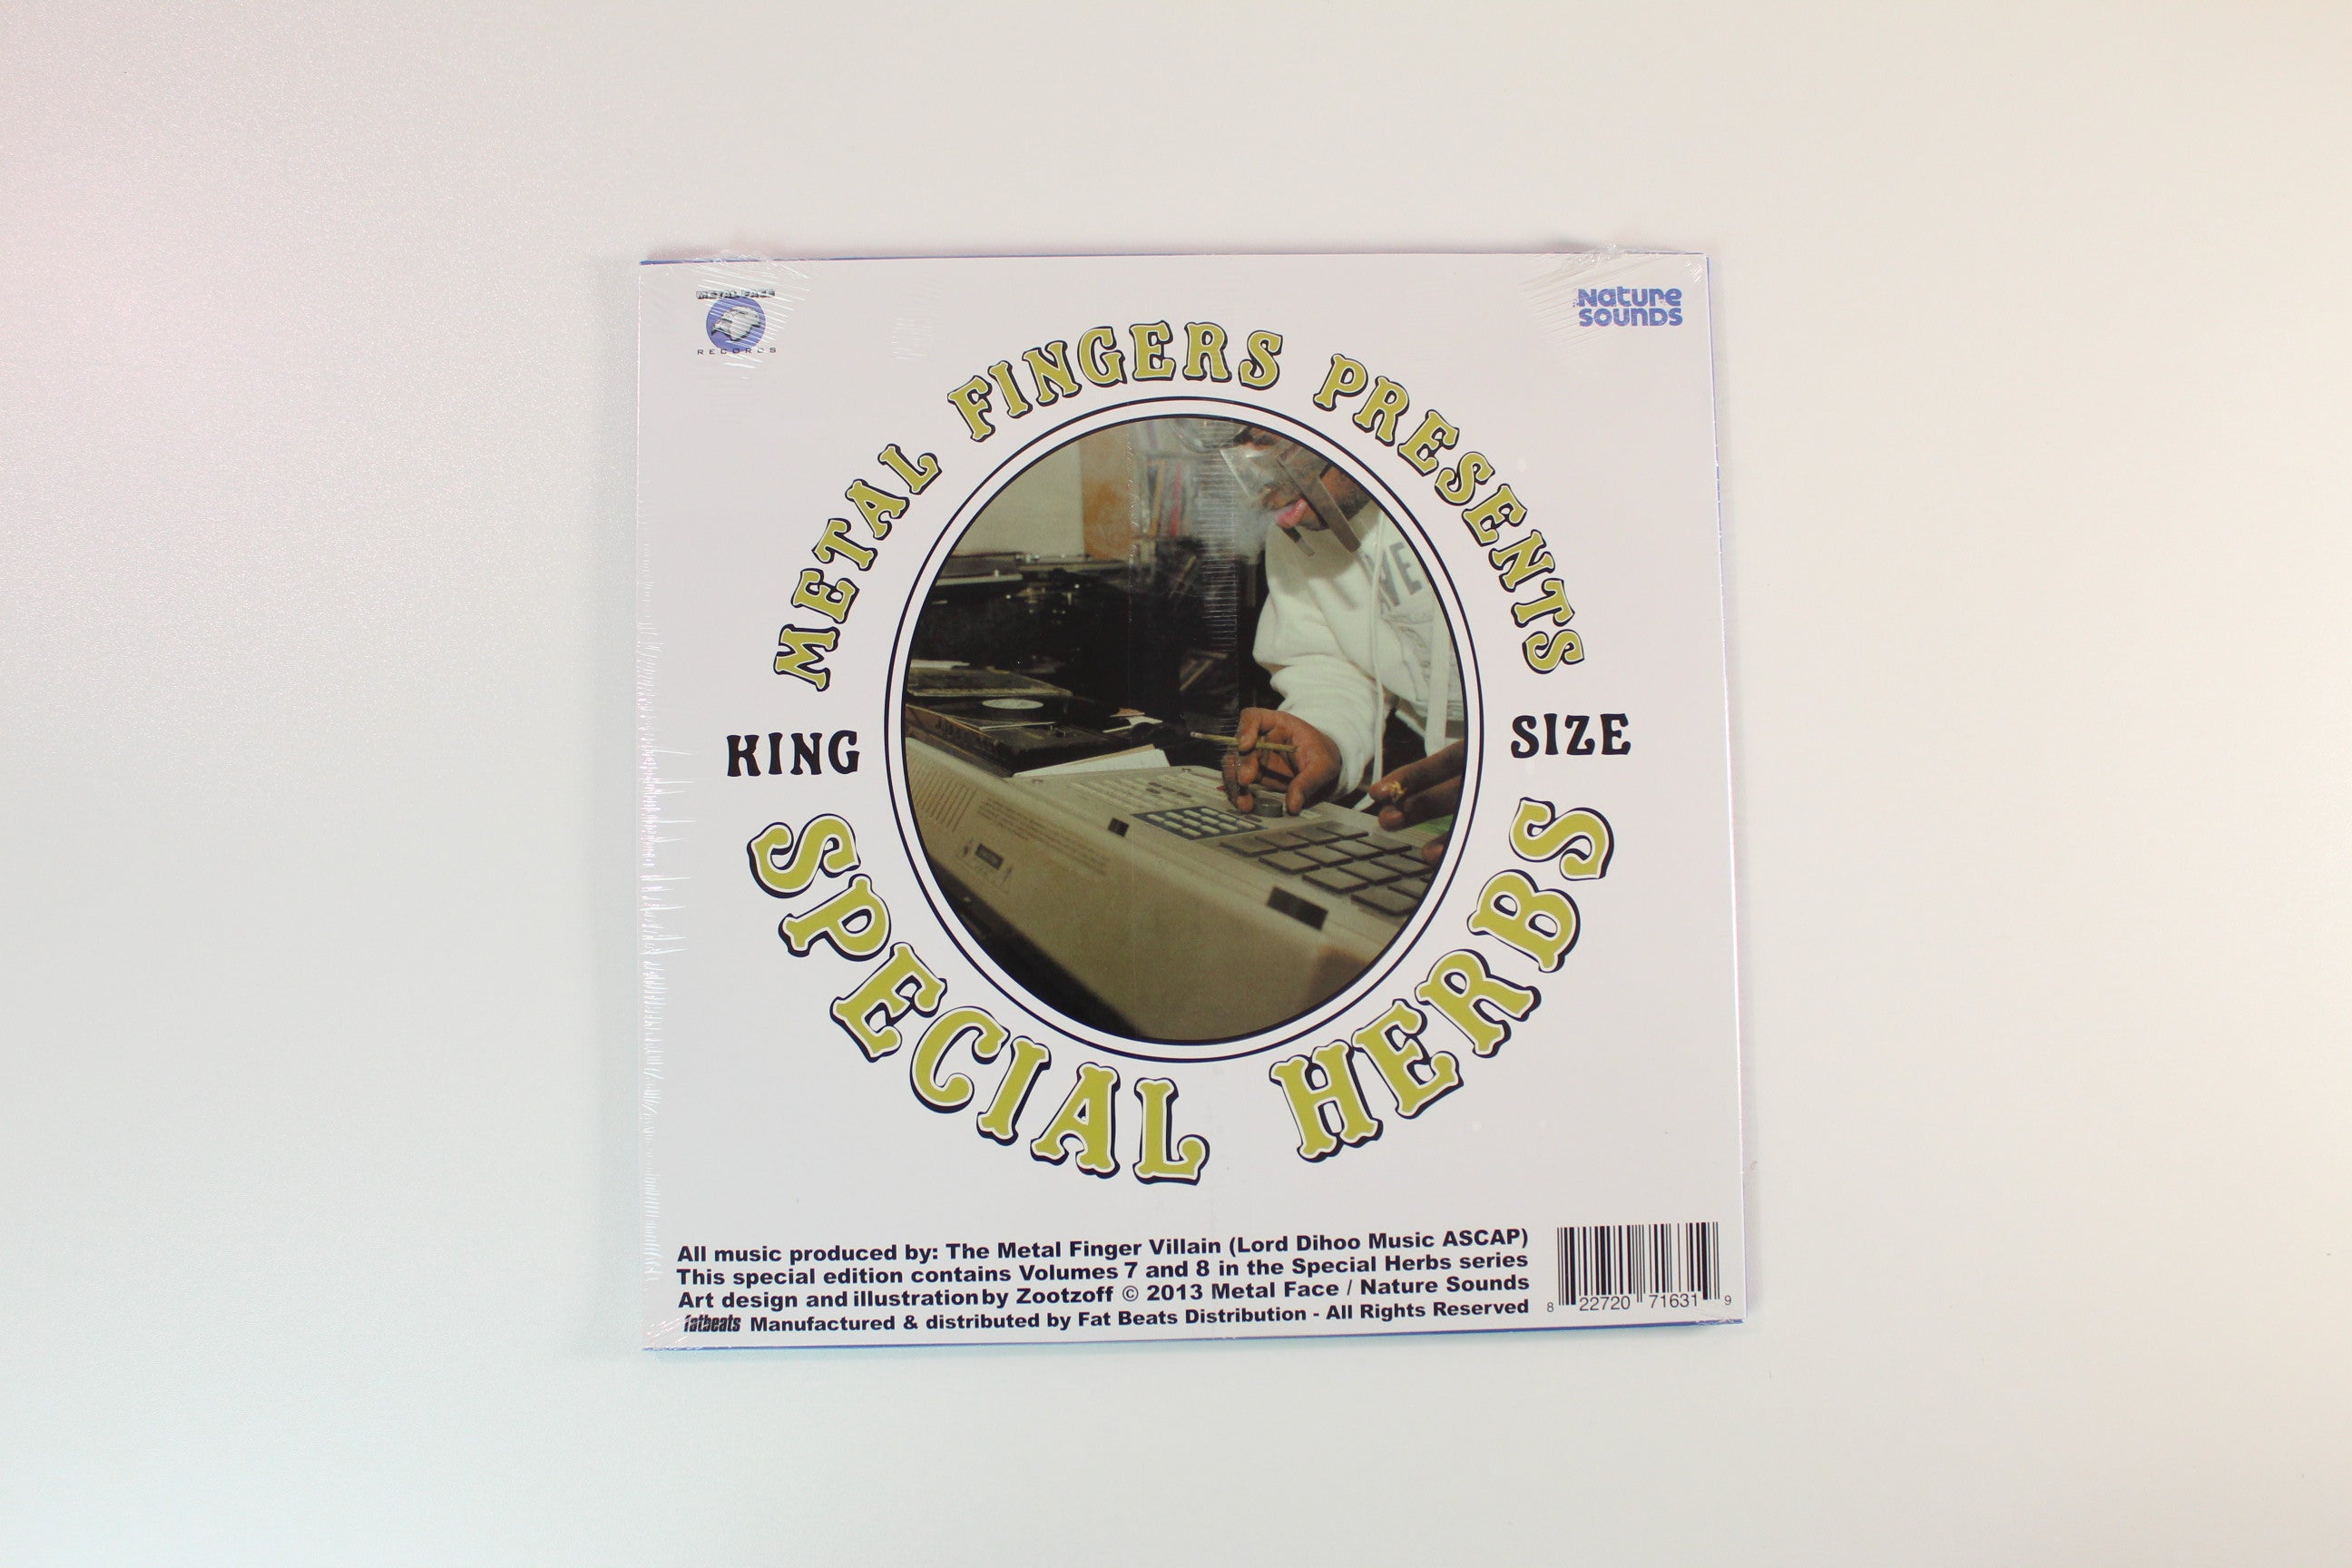 METAL FACE
RECORDS
Nature
SOUNDS
METAL FINGERS PRESENTS
KING
SIZE
SPECIAL HERBS
All music produced by: The Metal Finger Villain (Lord Dihoo Music ASCAP)
This special edition contains Volumes 7 and 8 in the Special Herbs series
Art design and illustration by Zootzoff © 2013 Metal Face / Nature Sounds
fatbeats Manufactured & distributed by Fat Beats Distribution - All Rights Reserved
8 22720 71631 9